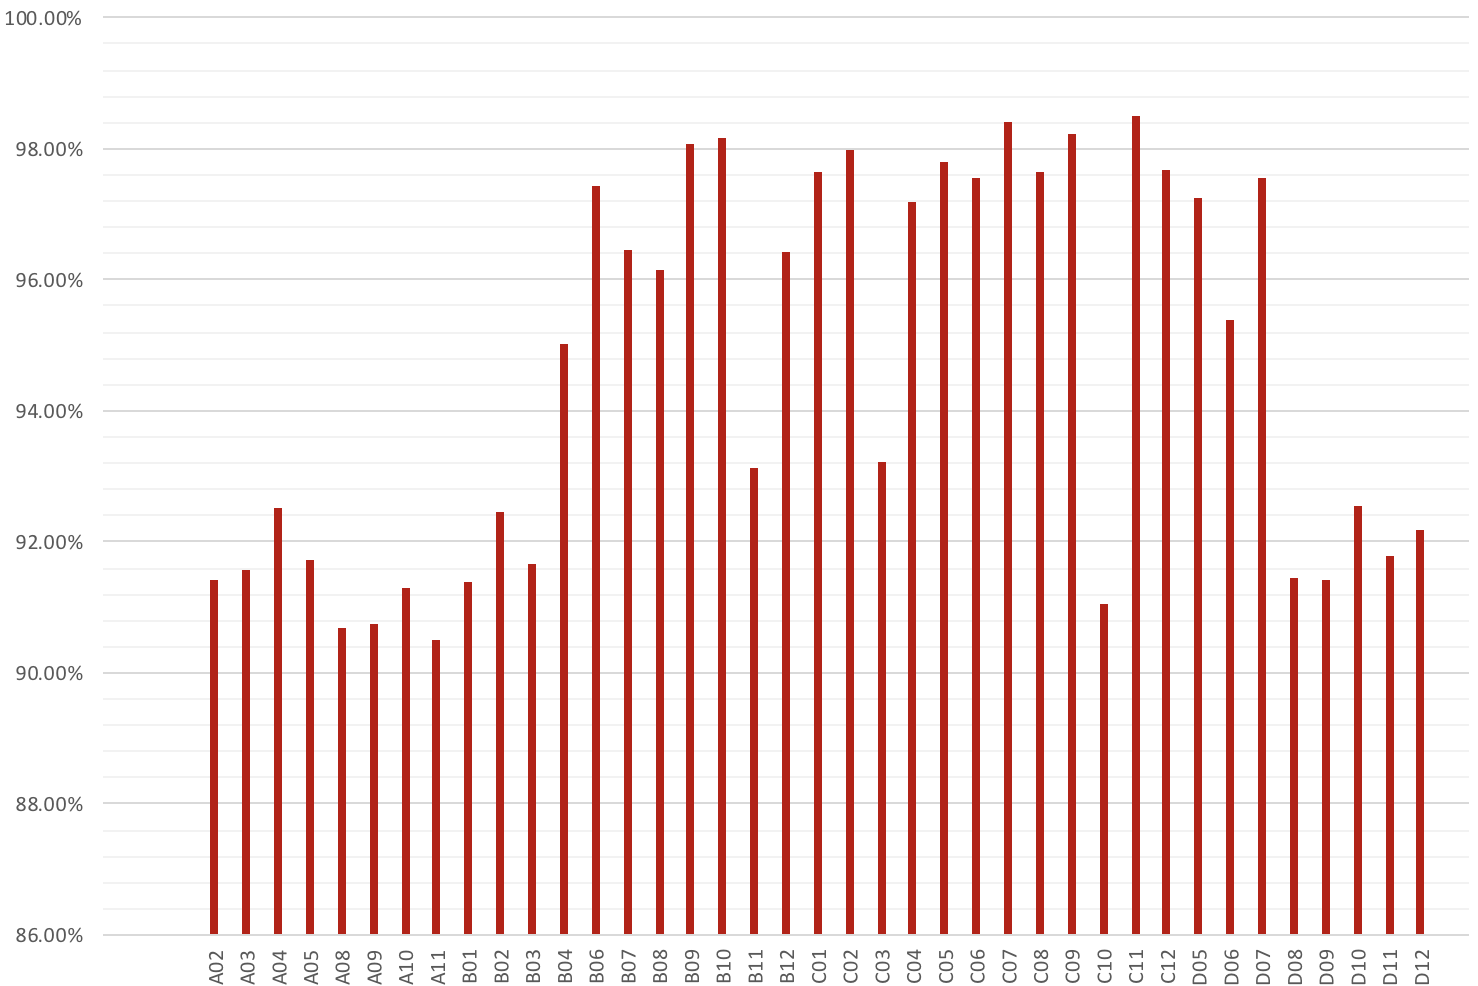 100.00%
98.00%
96.00%
94.00%
92.00%
90.00%
88.00%
86.00%
A02
A03
A04
A05
A08
A09
A10
A11
B01
B02
B03
B04
B06
B07
B08
B09
B10
B11
B12
C01
C02
C03
C04
C05
C06
C07
C08
C09
C10
C11
C12
D05
D06
D07
D08
D09
D10
D11
D12